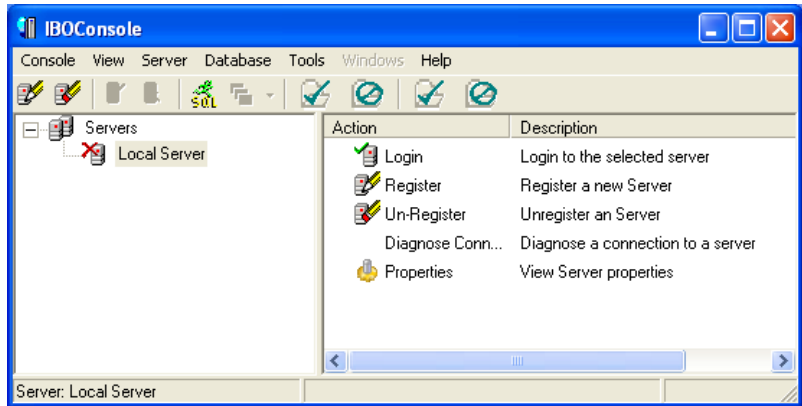 IBOConsole
Console View Server Database Tools Windows Help
SQL
Servers
Local Server
Action Description
Login Login to the selected server
Register Register a new Server
Un-Register Unregister an Server
Diagnose Conn... Diagnose a connection to a server
Properties View Server properties
Server: Local Server